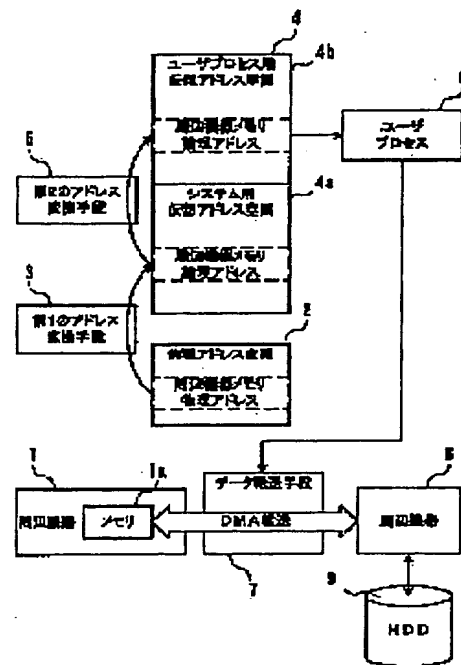 4
4b
ユーザプロセス用
仮想アドレス空間
周辺機器メモリ
論理アドレス
ユーザ
プロセス
6
第2のアドレス
変換手段
4a
システム用
仮想アドレス空間
周辺機器メモリ
論理アドレス
3
第1のアドレス
変換手段
2
物理アドレス空間
周辺機器メモリ
物理アドレス
1
1a
周辺機器
メモリ
データ転送手段
DMA転送
7
8
周辺機器
9
HDD